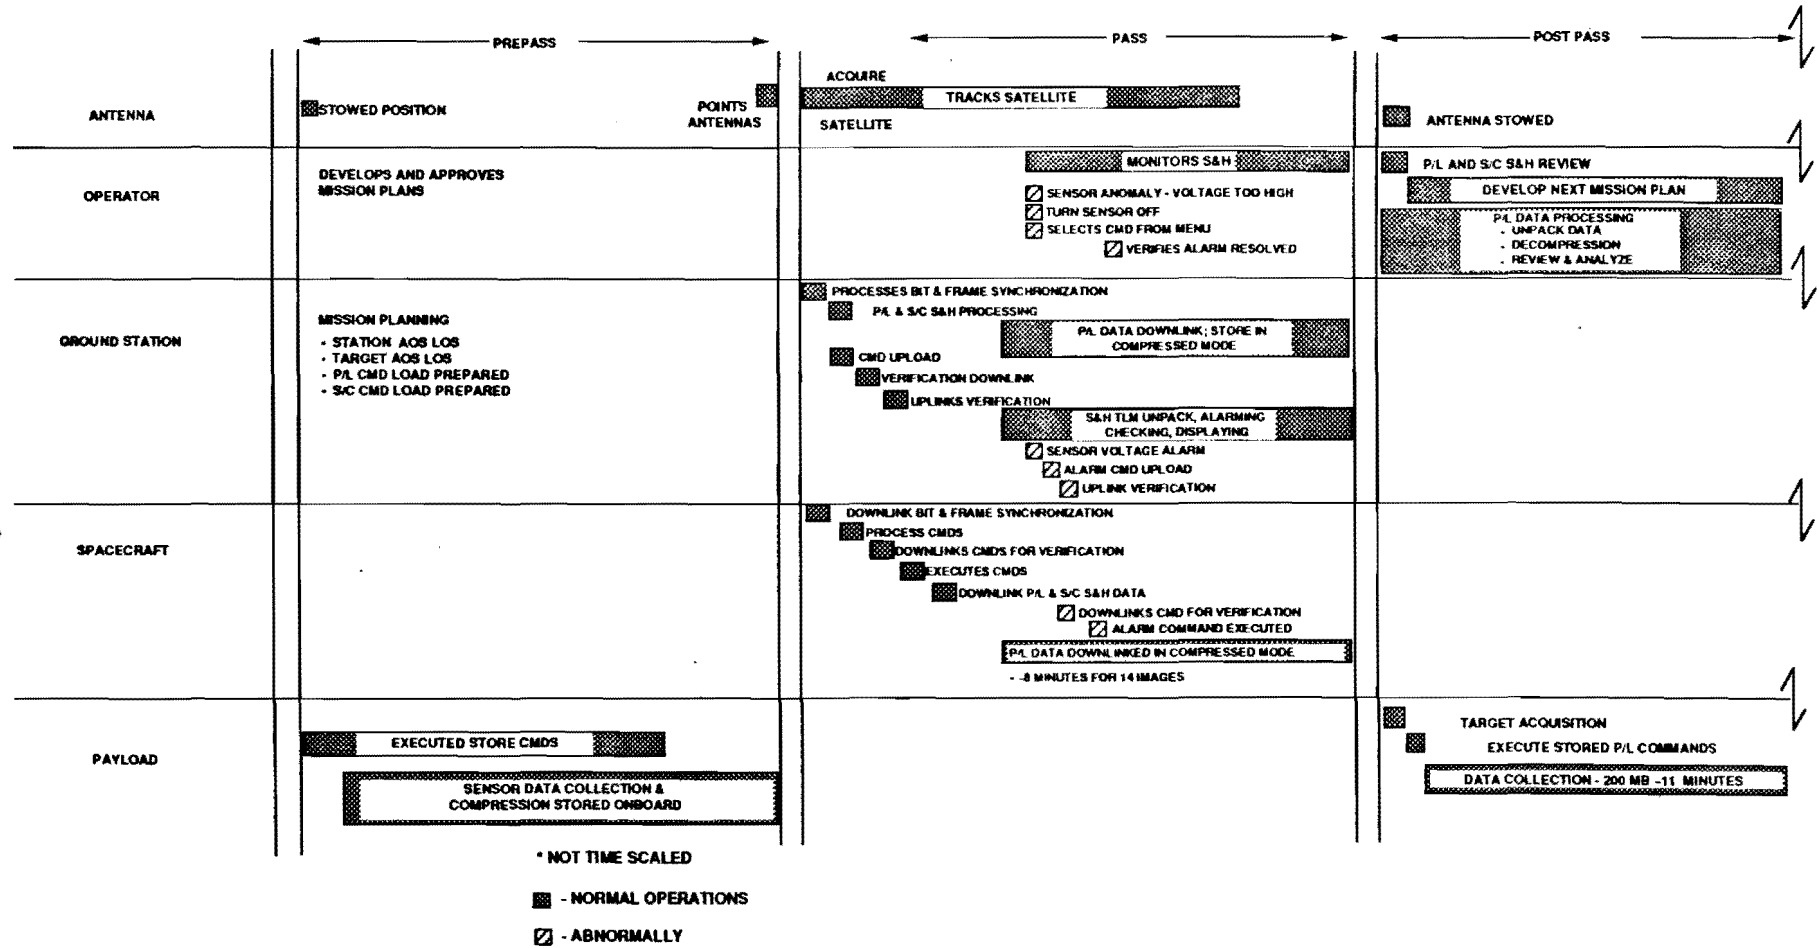 PREPASS
PASS
POST PASS
ANTENNA
STOWED POSITION
POINTS
ANTENNAS
ACQUIRE
TRACKS SATELLITE
SATELLITE
ANTENNA STOWED
OPERATOR
DEVELOPS AND APPROVES
MISSION PLANS
MONITORS S&H
SENSOR ANOMALY - VOLTAGE TOO HIGH
TURN SENSOR OFF
SELECTS CMD FROM MENU
VERIFIES ALARM RESOLVED
P/L AND S/C S&H REVIEW
DEVELOP NEXT MISSION PLAN
P/L DATA PROCESSING
- UNPACK DATA
- DECOMPRESSION
- REVIEW & ANALYZE
GROUND STATION
MISSION PLANNING
- STATION AOS LOS
- TARGET AOS LOS
- P/L CMD LOAD PREPARED
- S/C CMD LOAD PREPARED
PROCESSES BIT & FRAME SYNCHRONIZATION
P/L & S/C S&H PROCESSING
P/L DATA DOWNLINK; STORE IN
COMPRESSED MODE
CMD UPLOAD
VERIFICATION DOWNLINK
UPLINKS VERIFICATION
S&H TLM UNPACK, ALARMING
CHECKING, DISPLAYING
SENSOR VOLTAGE ALARM
ALARM CMD UPLOAD
UPLINK VERIFICATION
SPACECRAFT
DOWNLINK BIT & FRAME SYNCHRONIZATION
PROCESS CMDS
DOWNLINKS CMDS FOR VERIFICATION
EXECUTES CMDS
DOWNLINK P/L & S/C S&H DATA
DOWNLINKS CMD FOR VERIFICATION
ALARM COMMAND EXECUTED
P/L DATA DOWNLINKED IN COMPRESSED MODE
- ~8 MINUTES FOR 14 IMAGES
PAYLOAD
EXECUTED STORE CMDS
SENSOR DATA COLLECTION &
COMPRESSION STORED ONBOARD
TARGET ACQUISITION
EXECUTE STORED P/L COMMANDS
DATA COLLECTION - 200 MB ~11 MINUTES
* NOT TIME SCALED
- NORMAL OPERATIONS
- ABNORMALLY